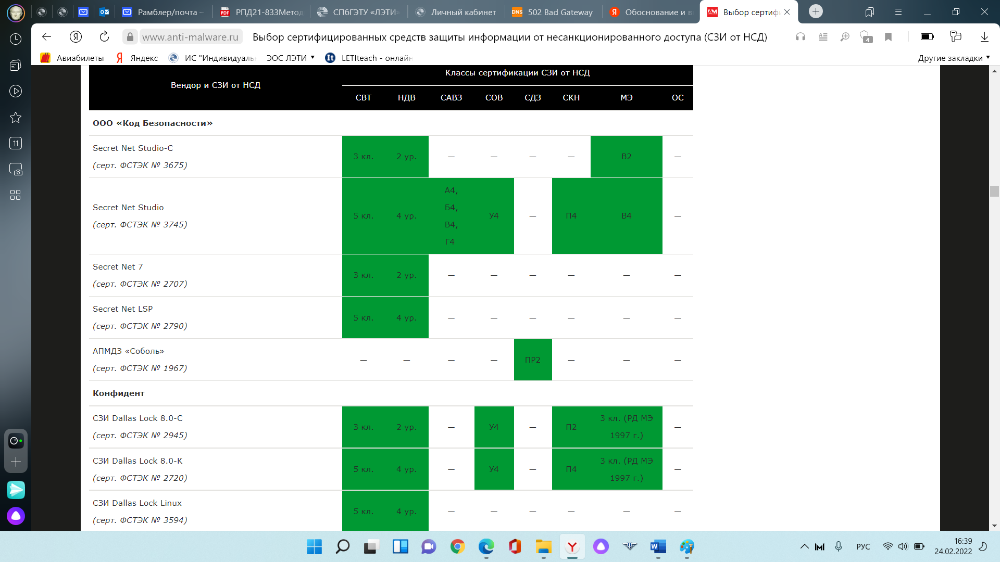 Рамблер/почта –
РПД21-833Метод
СПбГЭТУ «ЛЭТИ»
Личный кабинет
DNS 502 Bad Gateway
Я Обоснование и в
AM Выбор сертифи
www.anti-malware.ru Выбор сертифицированных средств защиты информации от несанкционированного доступа (СЗИ от НСД)
4
Авиабилеты
Я Яндекс
ИС "Индивидуаль
ЭОС ЛЭТИ
It LETIteach - онлайн
Другие закладки
11
Вендор и СЗИ от НСД
Классы сертификации СЗИ от НСД
СВТ НДВ САВЗ СОВ СДЗ СКН МЭ ОС
ООО «Код Безопасности»
Secret Net Studio-C
(серт. ФСТЭК № 3675)
3 кл. 2 ур. — — — — В2 —
Secret Net Studio
(серт. ФСТЭК № 3745)
5 кл. 4 ур.
А4,
Б4,
В4,
Г4
У4 — П4 В4 —
Secret Net 7
(серт. ФСТЭК № 2707)
3 кл. 2 ур. — — — — — —
Secret Net LSP
(серт. ФСТЭК № 2790)
5 кл. 4 ур. — — — — — —
АПМДЗ «Соболь»
(серт. ФСТЭК № 1967)
— — — — ПР2 — — —
Конфидент
СЗИ Dallas Lock 8.0-C
(серт. ФСТЭК № 2945)
3 кл. 2 ур. — У4 — П2
3 кл. (РД МЭ
1997 г.)
—
СЗИ Dallas Lock 8.0-К
(серт. ФСТЭК № 2720)
5 кл. 4 ур. — У4 — П4
3 кл. (РД МЭ
1997 г.)
—
СЗИ Dallas Lock Linux
(серт. ФСТЭК № 3594)
5 кл. 4 ур. — — — — — —
РУС
16:39
24.02.2022